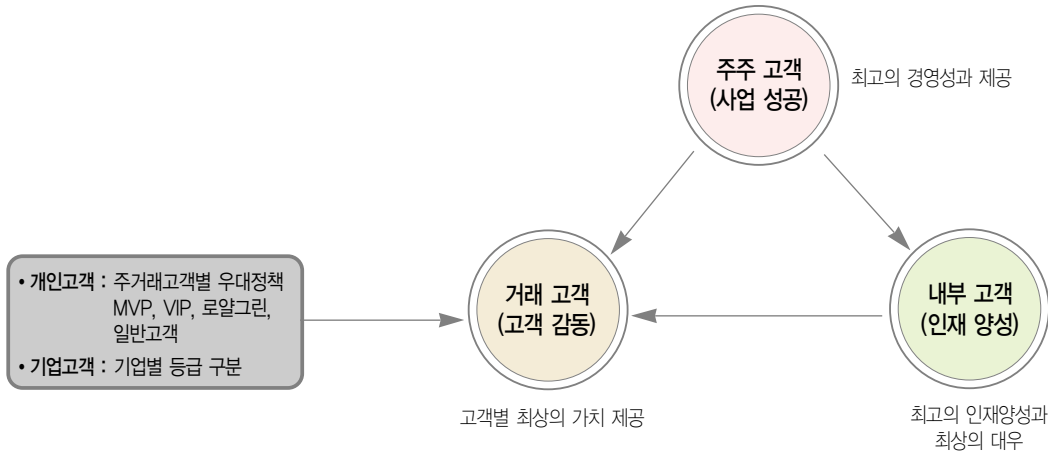 주주 고객
(사업 성공)
최고의 경영성과 제공
• 개인고객 : 주거래고객별 우대정책
MVP, VIP, 로얄그린,
일반고객
• 기업고객 : 기업별 등급 구분
거래 고객
(고객 감동)
고객별 최상의 가치 제공
내부 고객
(인재 양성)
최고의 인재양성과
최상의 대우